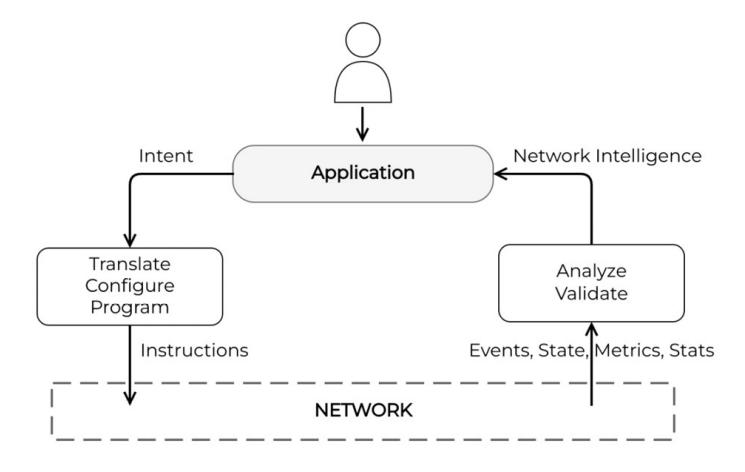 Intent
Application
Network Intelligence
Translate
Configure
Program
Analyze
Validate
Instructions
Events, State, Metrics, Stats
NETWORK